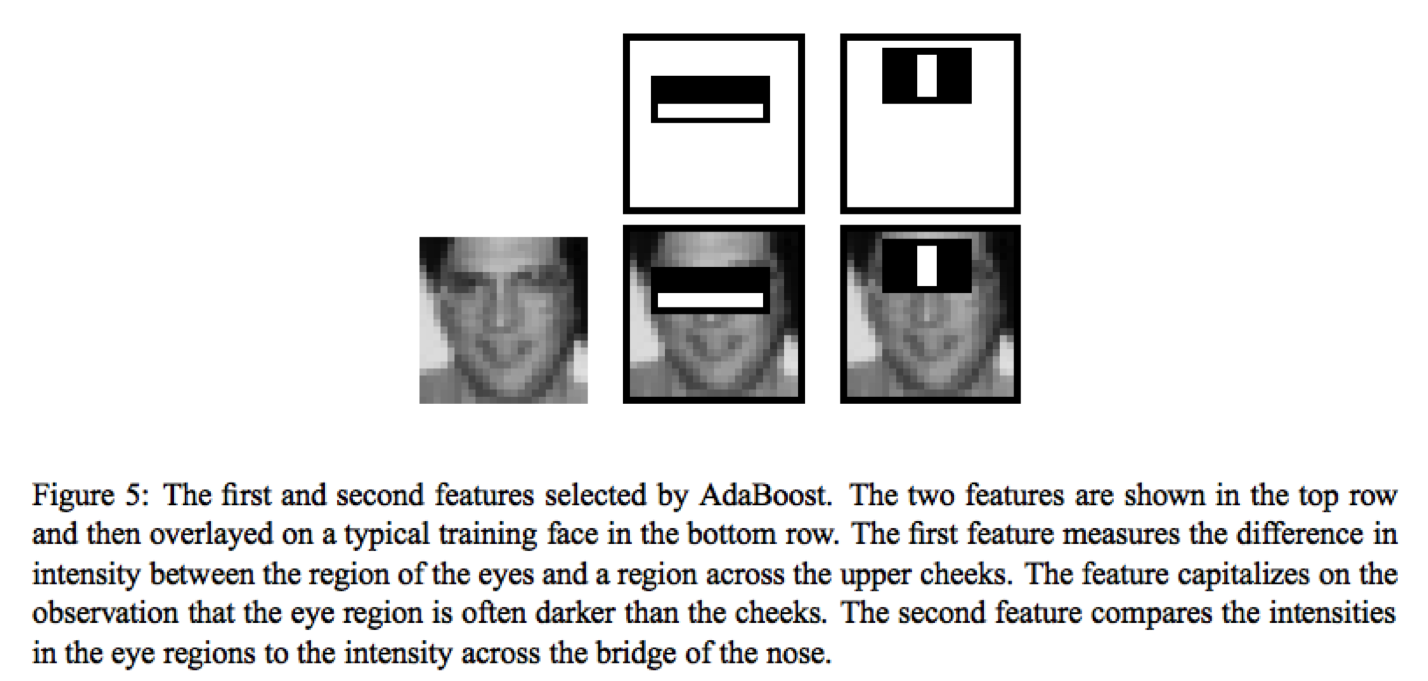 Figure 5: The first and second features selected by AdaBoost. The two features are shown in the top row
and then overlayed on a typical training face in the bottom row. The first feature measures the difference in
intensity between the region of the eyes and a region across the upper cheeks. The feature capitalizes on the
observation that the eye region is often darker than the cheeks. The second feature compares the intensities
in the eye regions to the intensity across the bridge of the nose.